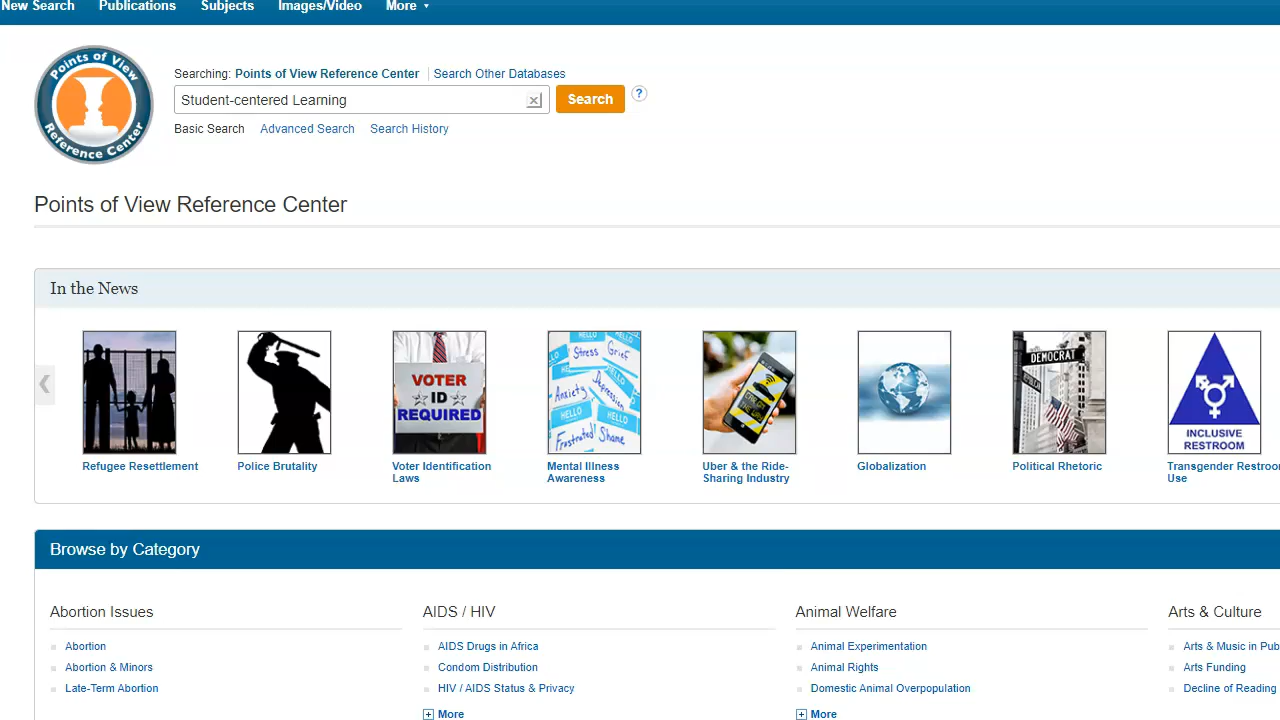 New Search Publications Subjects Images/Video More
Points of View
Reference Center
Searching: Points of View Reference Center Search Other Databases
Student-centered Learning Search ?
Basic Search Advanced Search Search History
Points of View Reference Center
In the News
VOTER
ID
REQUIRED
HELLO
Stress Grief
HELLO
Anxiety Depression
HELLO HELLO
Frustrated! Shame
DEMOCRAT
INCLUSIVE
RESTROOM
Refugee Resettlement Police Brutality Voter Identification Mental Illness Uber & the Ride- Globalization Political Rhetoric Transgender
Laws Awareness Sharing Industry Use
Browse by Category
Abortion Issues AIDS / HIV Animal Welfare Arts & Culture
Abortion AIDS Drugs in Africa Animal Experimentation Arts & Music in
Abortion & Minors Condom Distribution Animal Rights Arts Funding
Late-Term Abortion HIV / AIDS Status & Privacy Domestic Animal Overpopulation Decline of Reading
More More